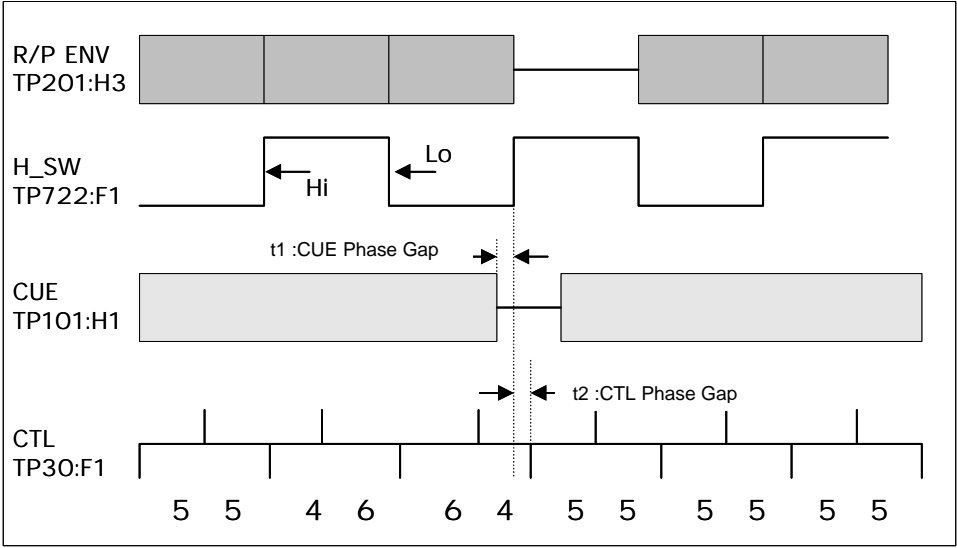 R/P ENV
TP201:H3
Lo
H_SW
Hi
TP722:F1
t1 :CUE Phase Gap
CUE
TP101:H1
t2 :CTL Phase Gap
CTL
TP30:F1
5 5 4 6 6 4 5 5 5 5 5 5